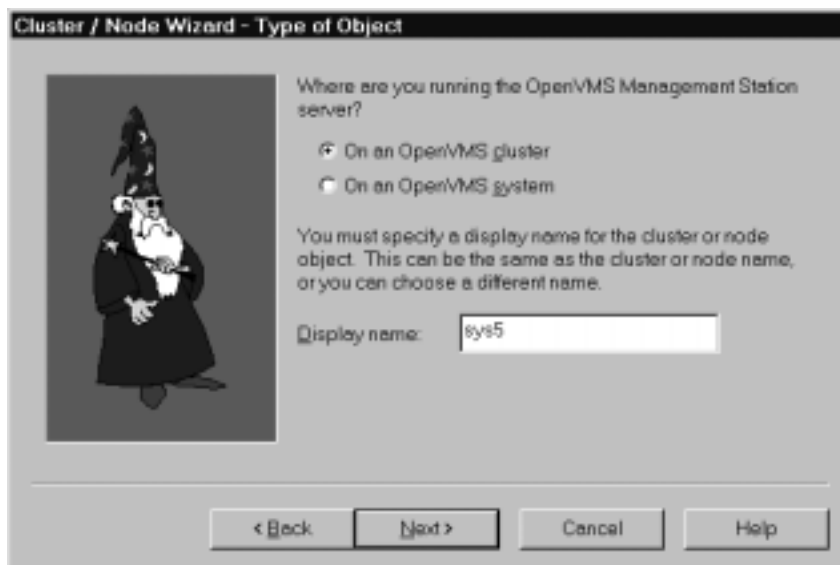 Cluster / Node Wizard - Type of Object
Where are you running the OpenVMS Management Station
server?
On an OpenVMS cluster
On an OpenVMS system
You must specify a display name for the cluster or node
object. This can be the same as the cluster or node name,
or you can choose a different name.
Display name: sys5
< Back Next > Cancel Help